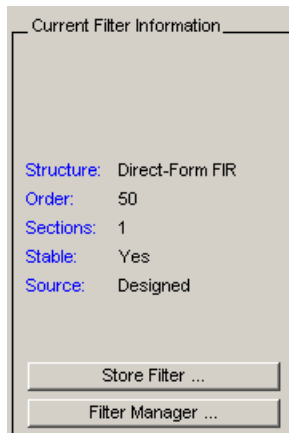 Current Filter Information
Structure: Direct-Form FIR
Order: 50
Sections: 1
Stable: Yes
Source: Designed
Store Filter ...
Filter Manager ...